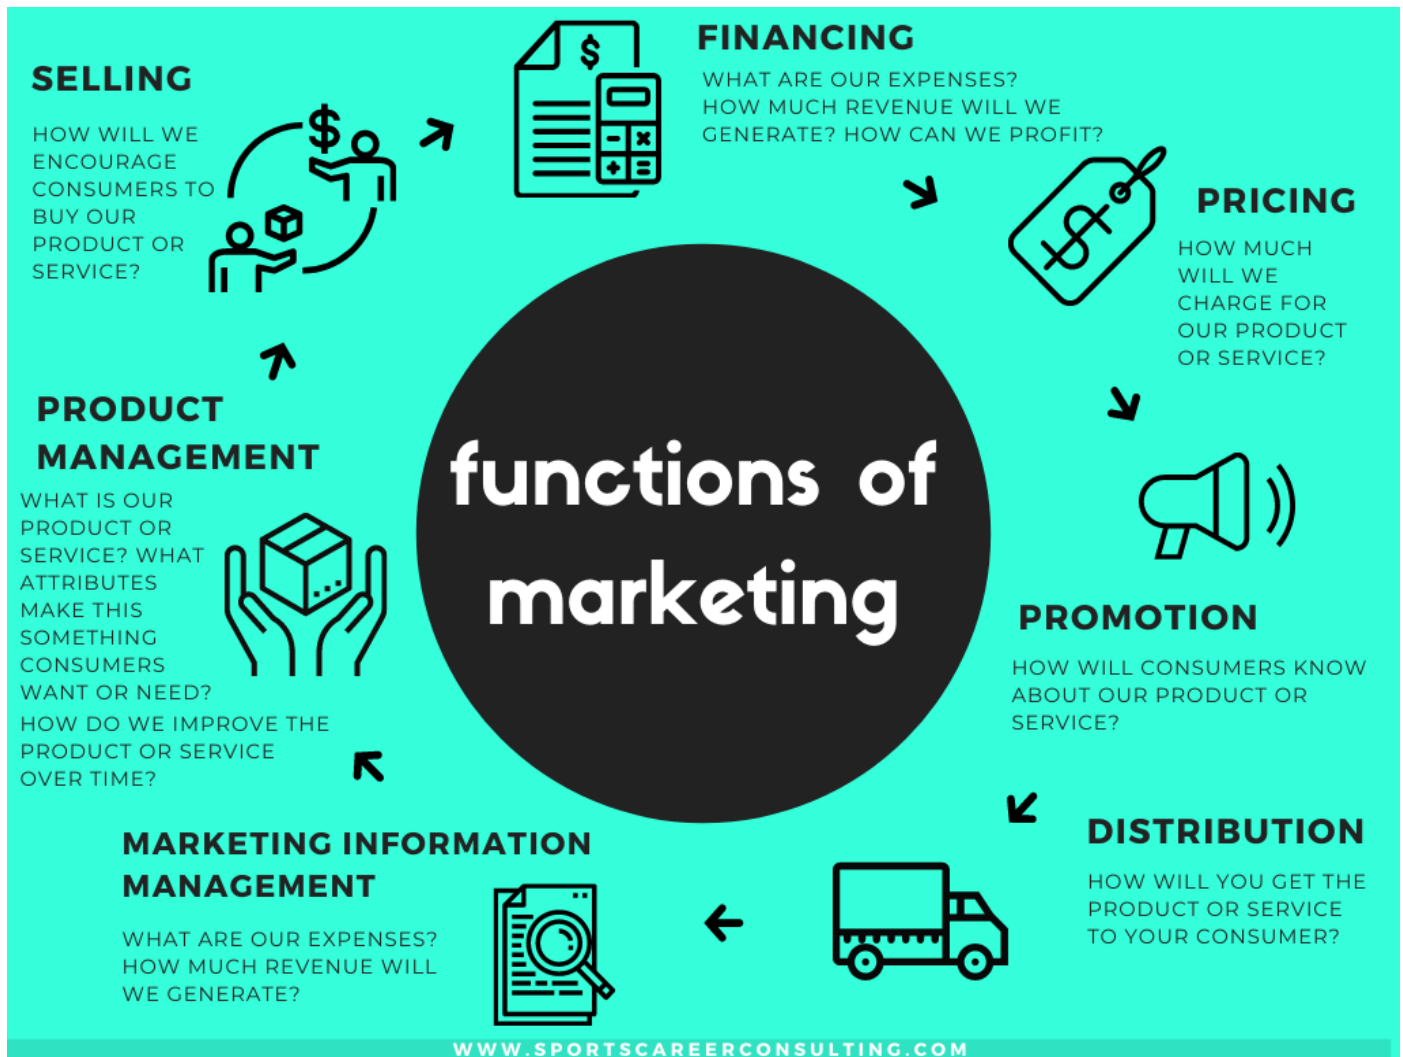 FINANCING
WHAT ARE OUR EXPENSES?
HOW MUCH REVENUE WILL WE
GENERATE? HOW CAN WE PROFIT?
PRICING
HOW MUCH
WILL WE
CHARGE FOR
OUR PRODUCT
OR SERVICE?
PROMOTION
HOW WILL CONSUMERS KNOW
ABOUT OUR PRODUCT OR
SERVICE?
DISTRIBUTION
HOW WILL YOU GET THE
PRODUCT OR SERVICE
TO YOUR CONSUMER?
MARKETING INFORMATION
MANAGEMENT
WHAT ARE OUR EXPENSES?
HOW MUCH REVENUE WILL
WE GENERATE?
PRODUCT
MANAGEMENT
WHAT IS OUR
PRODUCT OR
SERVICE? WHAT
ATTRIBUTES
MAKE THIS
SOMETHING
CONSUMERS
WANT OR NEED?
HOW DO WE IMPROVE THE
PRODUCT OR SERVICE
OVER TIME?
SELLING
HOW WILL WE
ENCOURAGE
CONSUMERS TO
BUY OUR
PRODUCT OR
SERVICE?
functions of
marketing
WWW.SPORTSCAREERCONSULTING.COM